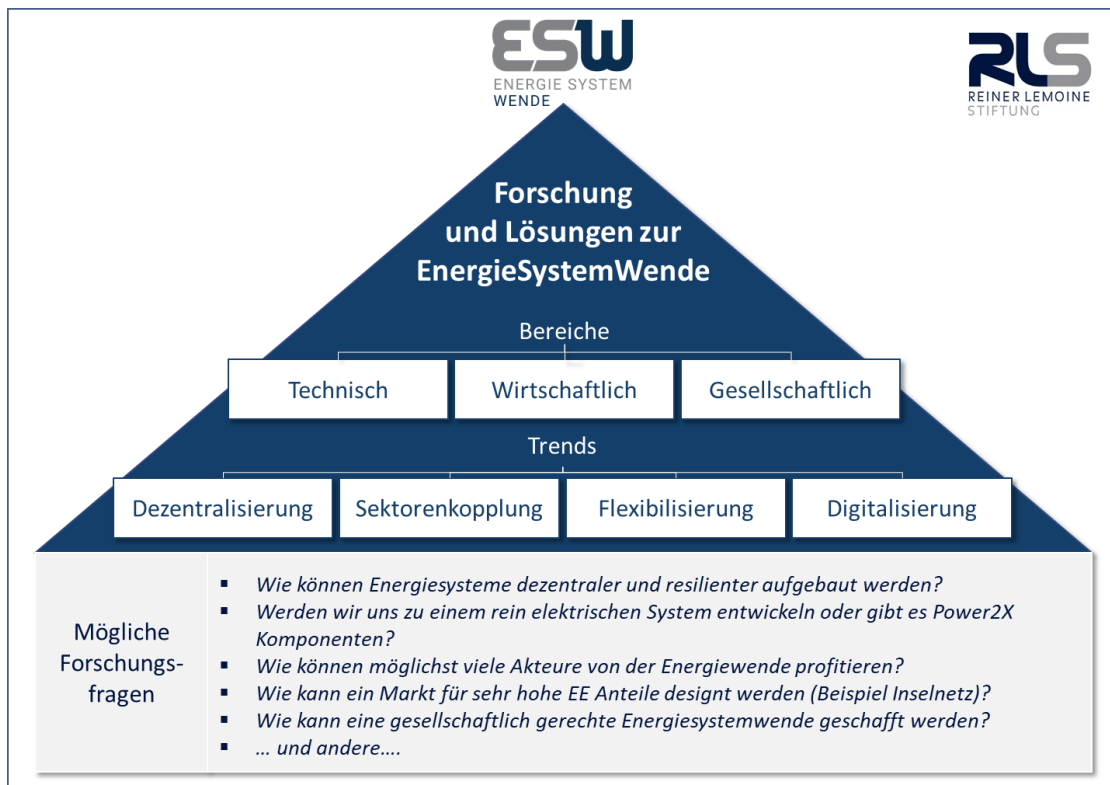 ESW
ENERGIE SYSTEM
WENDE
RLS
REINER LEMOINE
STIFTUNG
Forschung
und Lösungen zur
EnergieSystemWende
Bereiche
Technisch
Wirtschaftlich
Gesellschaftlich
Trends
Dezentralisierung
Sektorenkopplung
Flexibilisierung
Digitalisierung
Mögliche
Forschungs-
fragen
▪ Wie können Energiesysteme dezentraler und resilienter aufgebaut werden?
▪ Werden wir uns zu einem rein elektrischen System entwickeln oder gibt es Power2X
Komponenten?
▪ Wie können möglichst viele Akteure von der Energiewende profitieren?
▪ Wie kann ein Markt für sehr hohe EE Anteile designt werden (Beispiel Inselnetz)?
▪ Wie kann eine gesellschaftlich gerechte Energiesystemwende geschafft werden?
▪ … und andere….